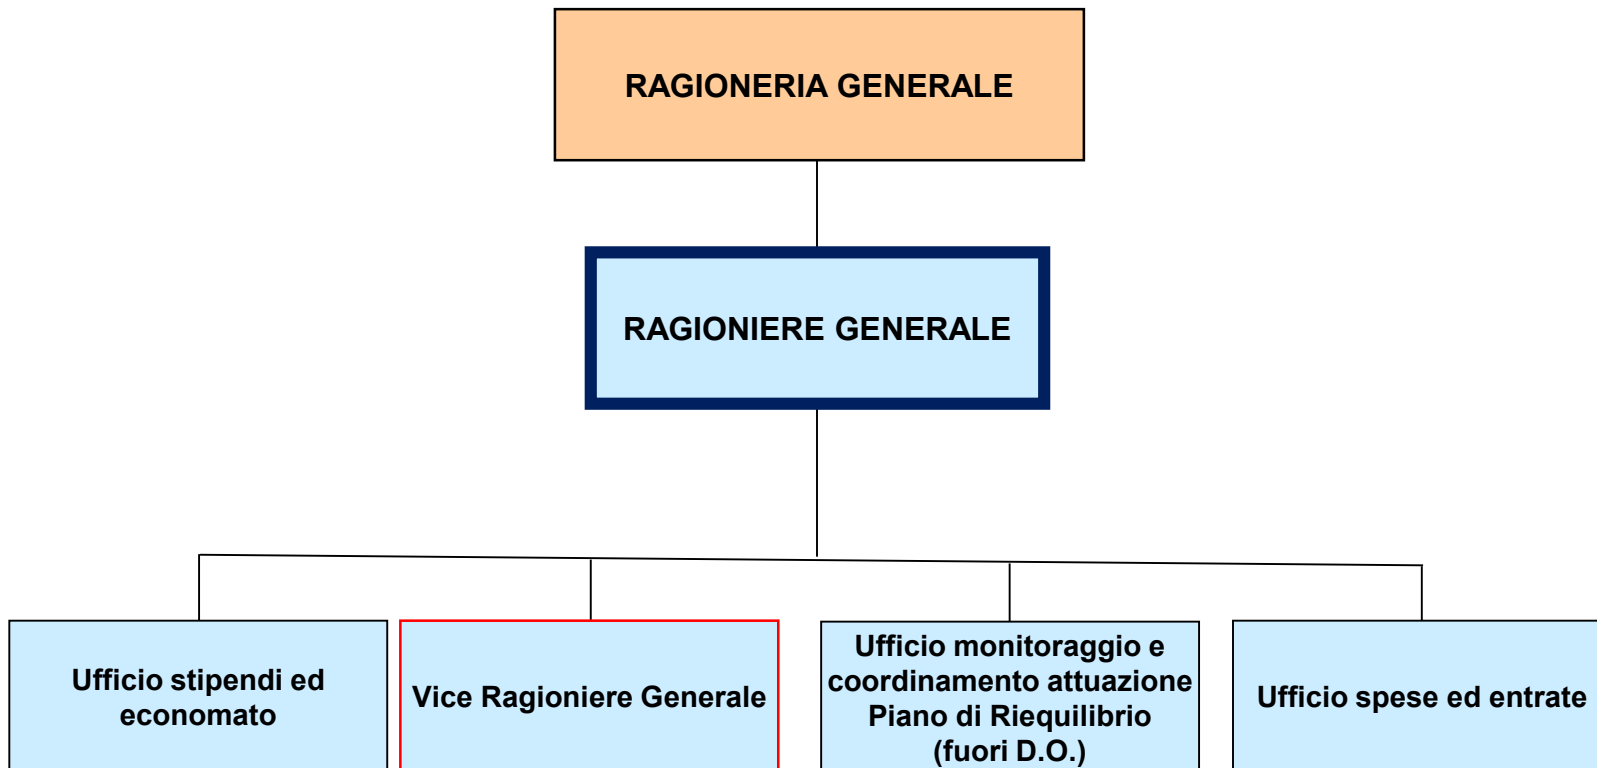 RAGIONERIA GENERALE
RAGIONIERE GENERALE
Ufficio stipendi ed
economato
Vice Ragioniere Generale
Ufficio monitoraggio e
coordinamento attuazione
Piano di Riequilibrio
(fuori D.O.)
Ufficio spese ed entrate